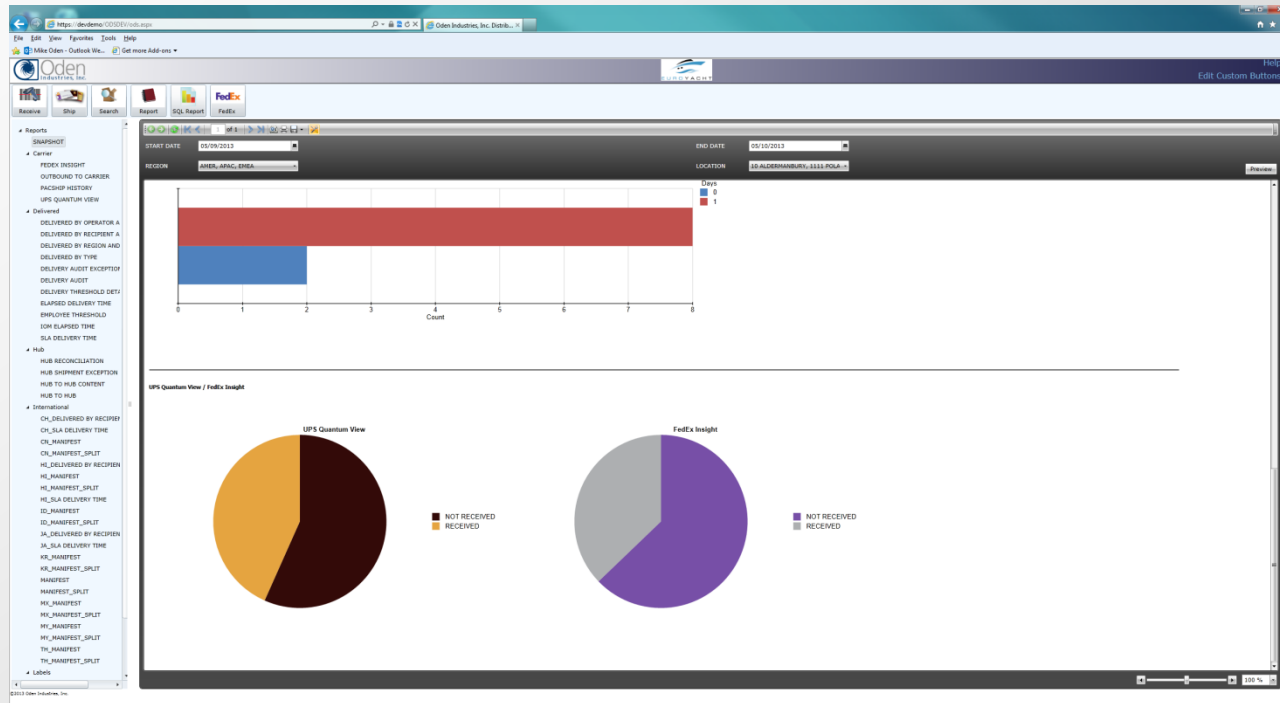 https://devdemo/ODSDEV/ods.aspx
Oden Industries, Inc. Distrib...
File Edit View Favorites Tools Help
Mike Oden - Outlook We... Get more Add-ons
Oden
Industries, Inc.
EUROYACHT
Help
Edit Custom Buttons
Receive Ship Search Report SQL Report FedEx
FedEx
Reports
SNAPSHOT
Carrier
FEDEX INSIGHT
OUTBOUND TO CARRIER
PACSHIP HISTORY
UPS QUANTUM VIEW
Delivered
DELIVERED BY OPERATOR A
DELIVERED BY RECIPIENT A
DELIVERED BY REGION AND
DELIVERED BY TYPE
DELIVERY AUDIT EXCEPTION
DELIVERY AUDIT
DELIVERY THRESHOLD DETA
ELAPSED DELIVERY TIME
EMPLOYEE THRESHOLD
IOM ELAPSED TIME
SLA DELIVERY TIME
Hub
HUB RECONCILIATION
HUB SHIPMENT EXCEPTION
HUB TO HUB CONTENT
HUB TO HUB
International
CH_DELIVERED BY RECIPIEN
CH_SLA DELIVERY TIME
CN_MANIFEST
CN_MANIFEST_SPLIT
HI_DELIVERED BY RECIPIEN
HI_MANIFEST
HI_MANIFEST_SPLIT
HI_SLA DELIVERY TIME
ID_MANIFEST
ID_MANIFEST_SPLIT
JA_DELIVERED BY RECIPIEN
JA_SLA DELIVERY TIME
KR_MANIFEST
KR_MANIFEST_SPLIT
MANIFEST
MANIFEST_SPLIT
MX_MANIFEST
MX_MANIFEST_SPLIT
MY_MANIFEST
MY_MANIFEST_SPLIT
TH_MANIFEST
TH_MANIFEST_SPLIT
Labels
©2013 Oden Industries, Inc.
1 of 1
START DATE 05/09/2013 END DATE 05/10/2013
REGION AMER, APAC, EMEA LOCATION 10 ALDERMANBURY, 1111 POLA
Preview
Days
0
1
0 1 2 3 4 5 6 7 8
Count
UPS Quantum View / FedEx Insight
UPS Quantum View
NOT RECEIVED
RECEIVED
FedEx Insight
NOT RECEIVED
RECEIVED
100 %